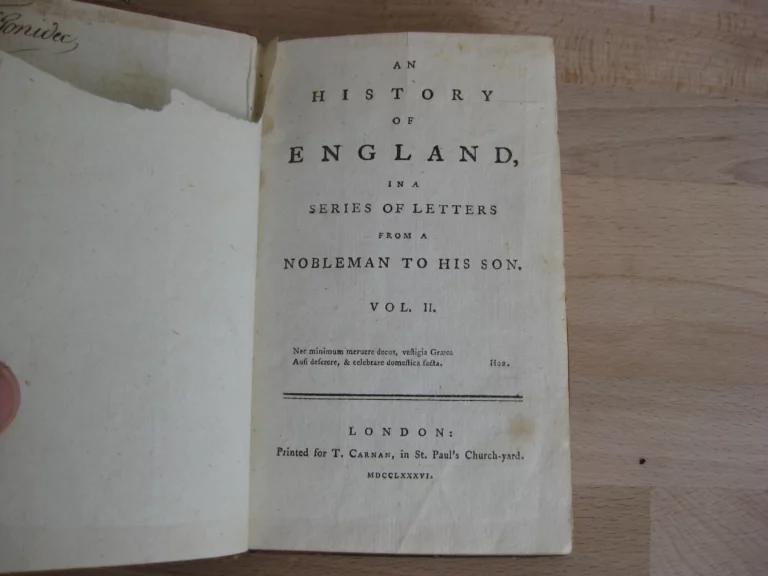 AN
HISTORY
OF
ENGLAND,
IN A
SERIES OF LETTERS
FROM A
NOBLEMAN TO HIS SON.
VOL. II.
Nec minimum meruere decus, veſtigia Græca
Auſi deſerere, & celebrare domeſtica facta. Hor.
LONDON:
Printed for T. CARNAN, in St. Paul's Church-yard.
MDCCLXXXVI.